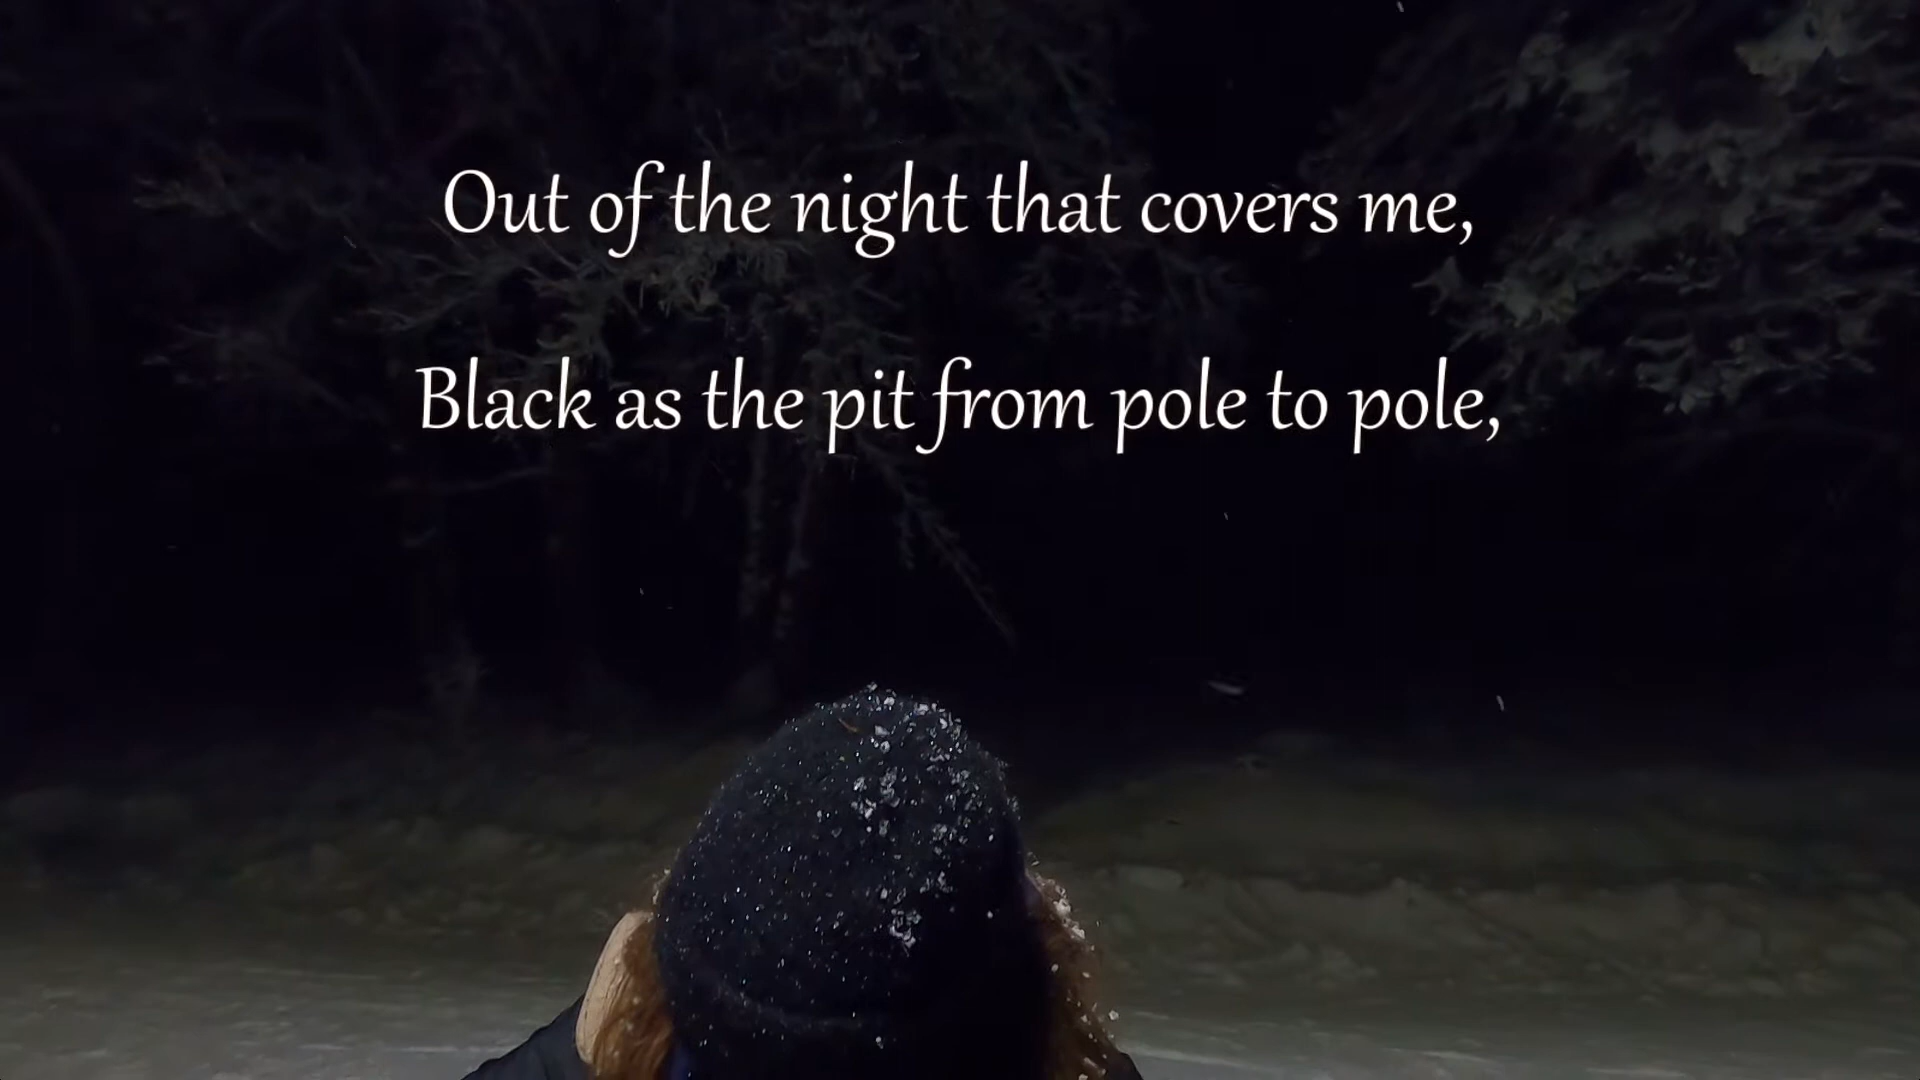 Out of the night that covers me,
Black as the pit from pole to pole,